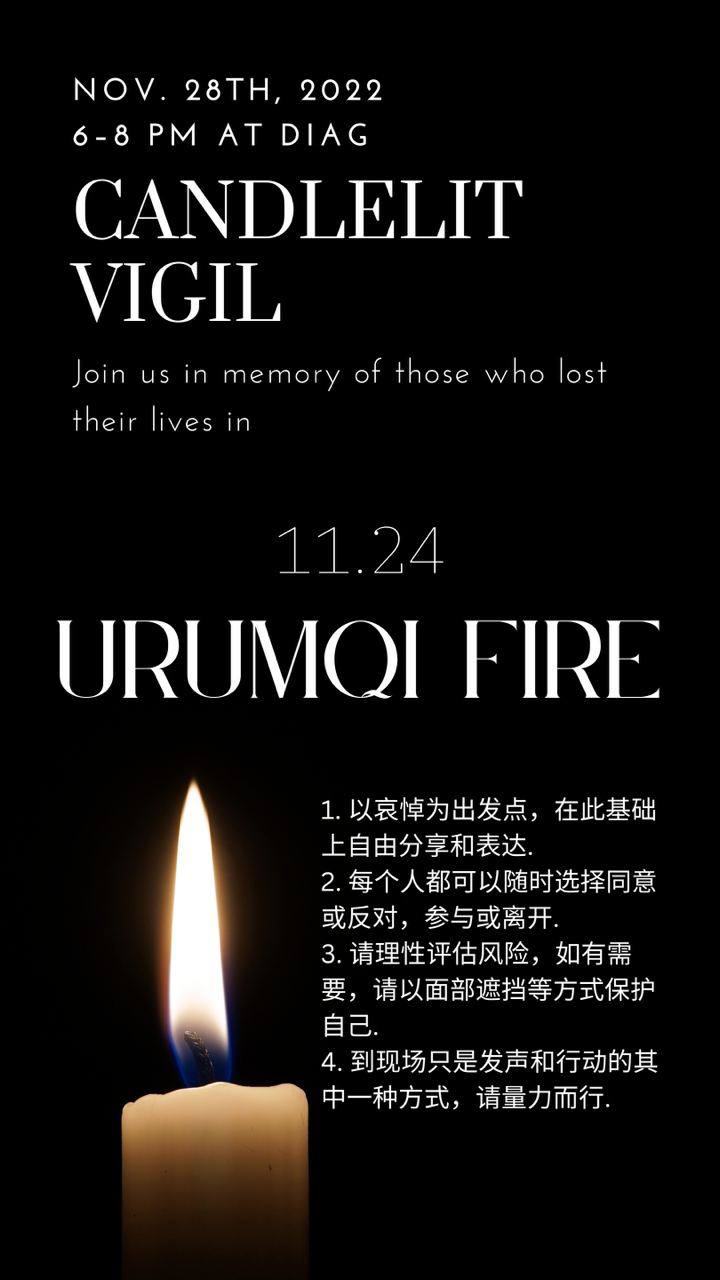 NOV. 28TH, 2022
6-8 PM AT DIAG
CANDLELIT
VIGIL
Join us in memory of those who lost
their lives in
11.24
URUMQI FIRE
1. 以哀悼为出发点，在此基础
上自由分享和表达.
2. 每个人都可以随时选择同意
或反对，参与或离开.
3. 请理性评估风险，如有需
要，请以面部遮挡等方式保护
自己.
4. 到现场只是发声和行动的其
中一种方式，请量力而行.